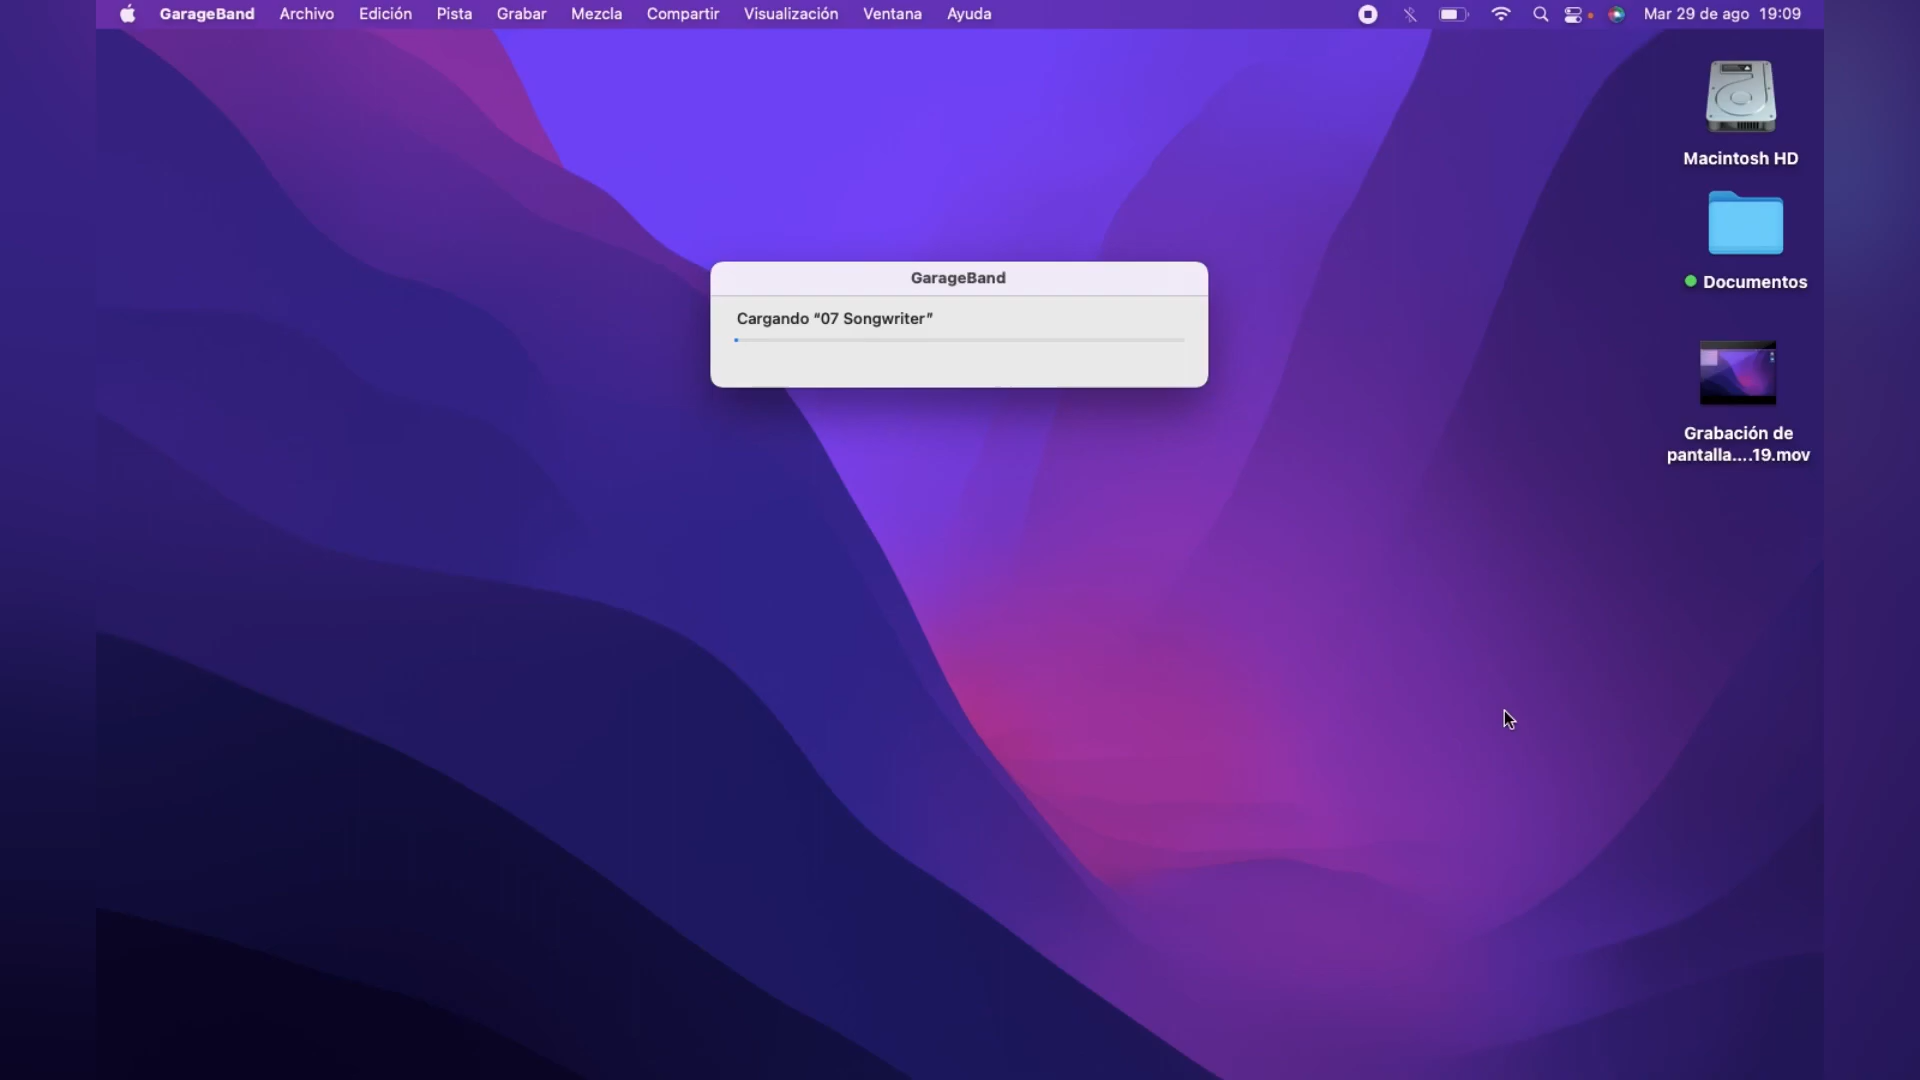 GarageBand Archivo Edición Pista Grabar Mezcla Compartir Visualización Ventana Ayuda Mar 29 de ago 19:09
Macintosh HD
Documentos
GarageBand
Cargando “07 Songwriter”
Grabación de
pantalla....19.mov